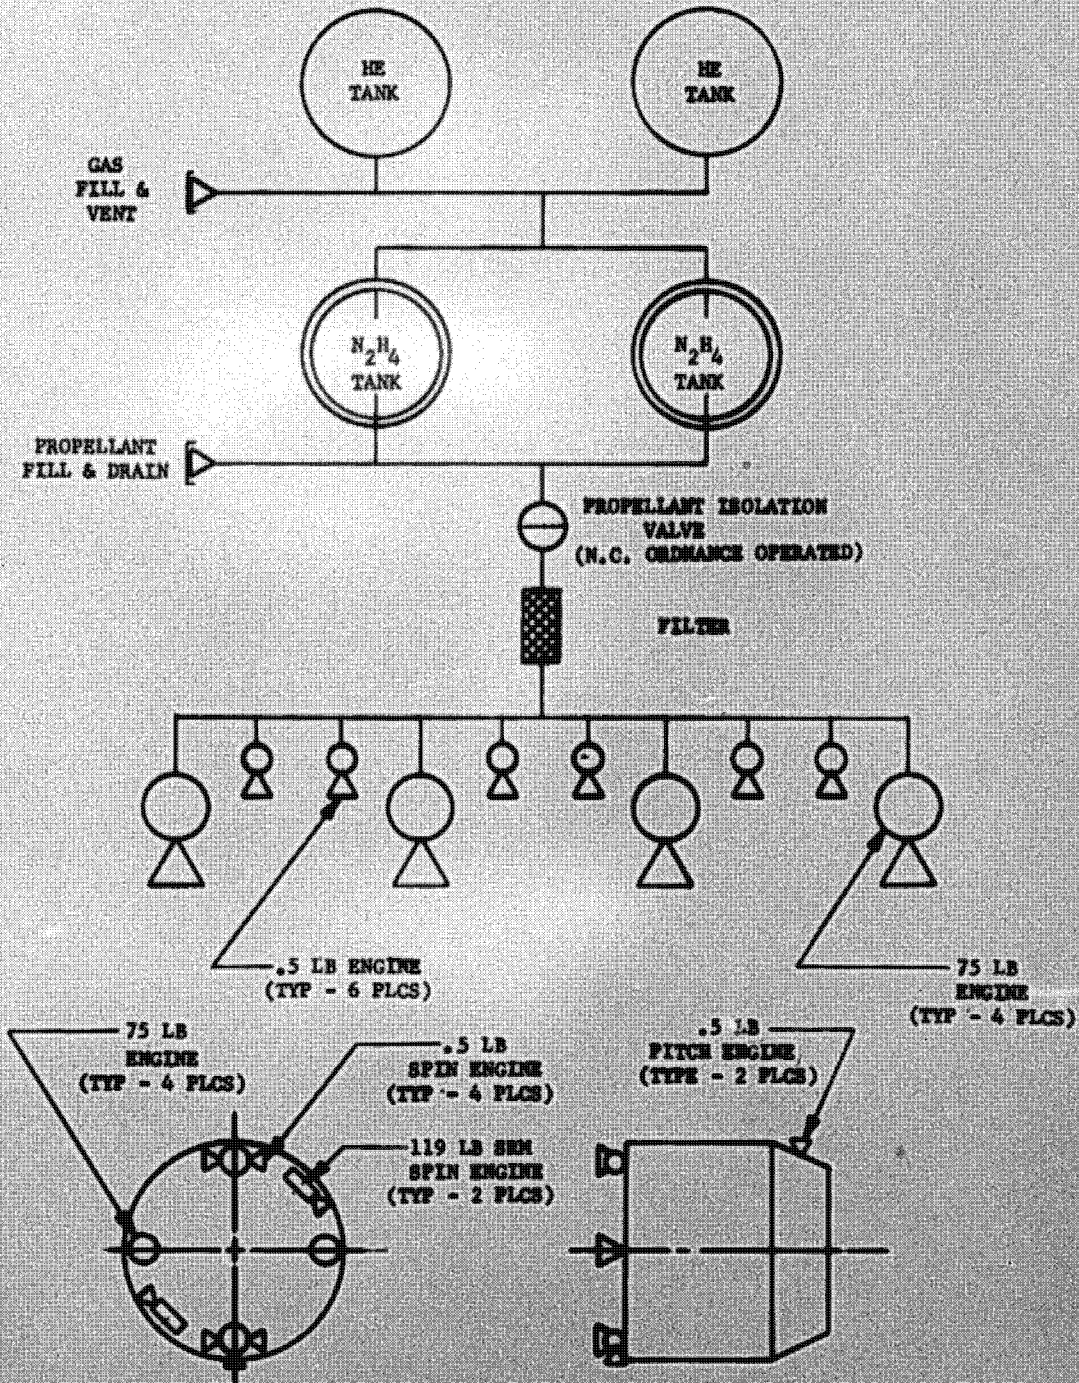 HE
TANK
HE
TANK
GAS
FILL &
VENT
N2H4
TANK
N2H4
TANK
PROPELLANT
FILL & DRAIN
PROPELLANT ISOLATION
VALVE
(N.C. ORDNANCE OPERATED)
FILTER
.5 LB ENGINE
(TYP - 6 PLCS)
75 LB
ENGINE
(TYP - 4 PLCS)
75 LB
ENGINE
(TYP - 4 PLCS)
.5 LB
SPIN ENGINE
(TYP - 4 PLCS)
119 LB SRM
SPIN ENGINE
(TYP - 2 PLCS)
.5 LB
PITCH ENGINE
(TYPE - 2 PLCS)